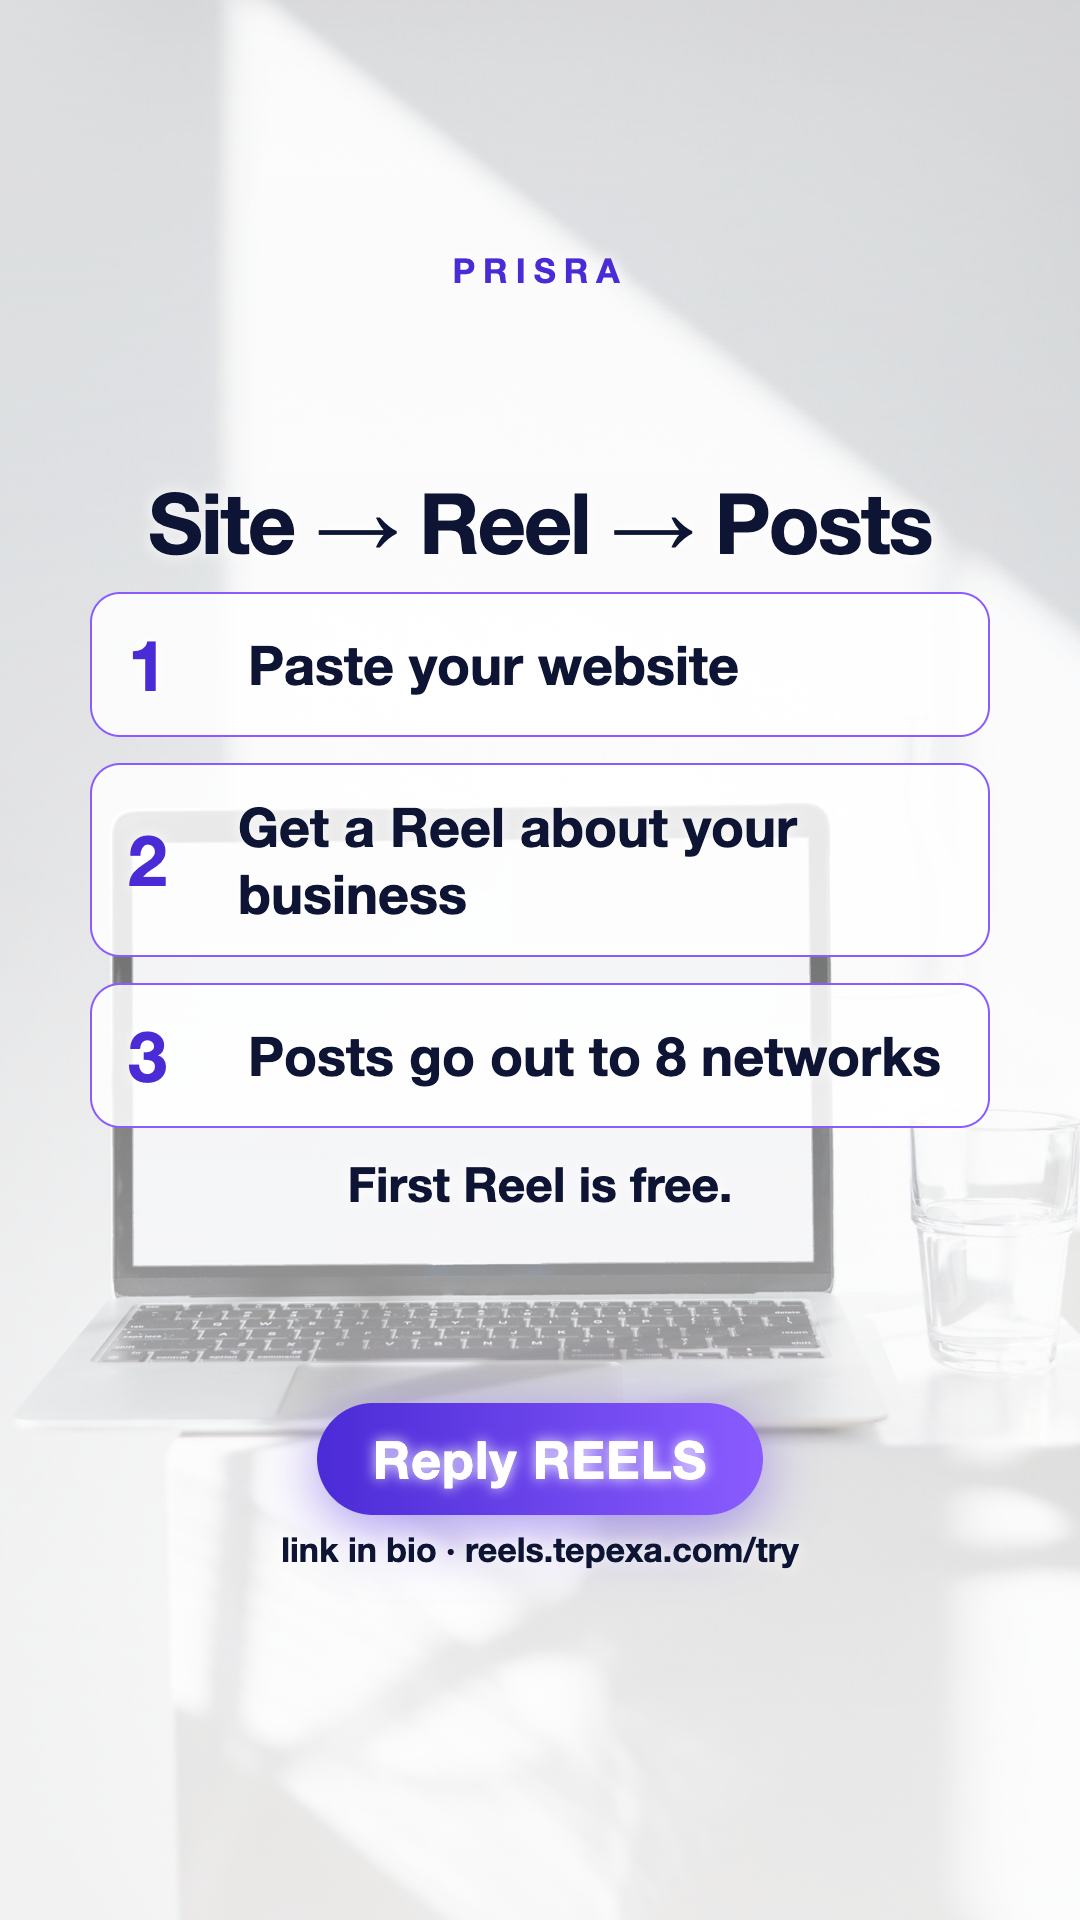 PRISRA
Site → Reel → Posts
1 Paste your website
2 Get a Reel about your
business
3 Posts go out to 8 networks
First Reel is free.
Reply REELS
link in bio · reels.tepexa.com/try